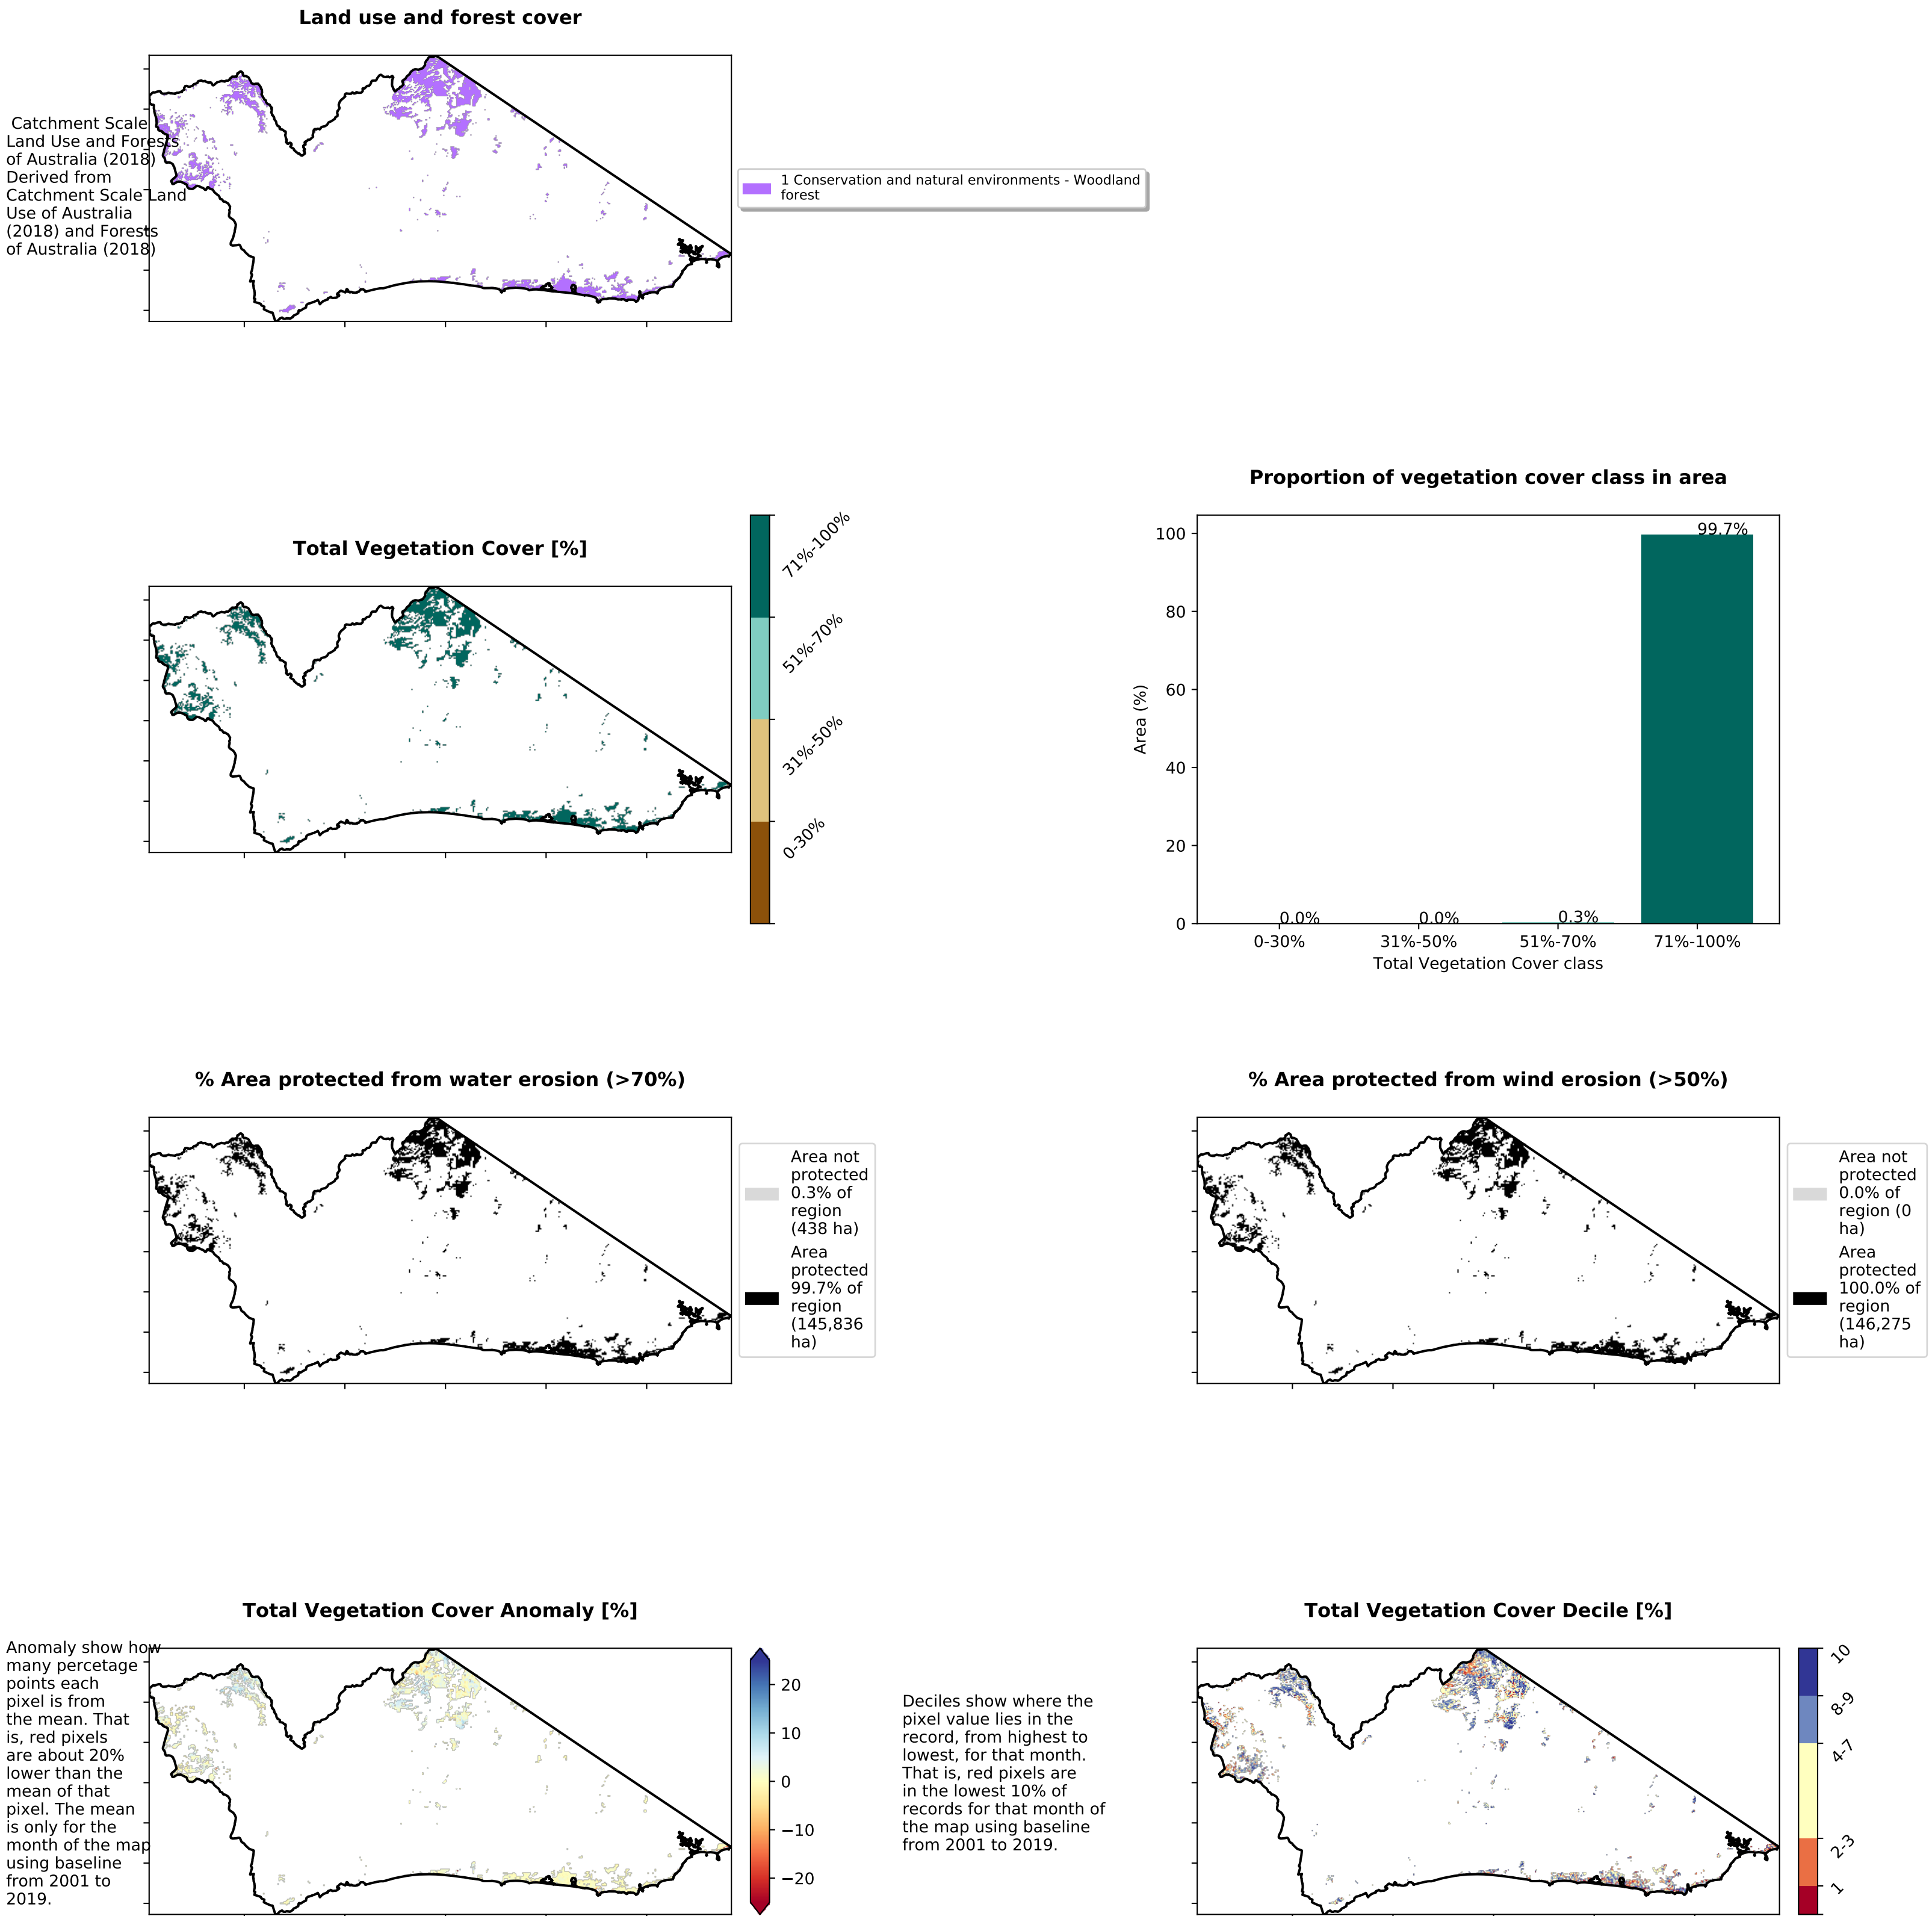 Land use and forest cover
Catchment Scale
Land Use and Forests
of Australia (2018)
Derived from
Catchment Scale Land
Use of Australia
(2018) and Forests
of Australia (2018)
1 Conservation and natural environments - Woodland
forest
Total Vegetation Cover [%]
71%-100%
51%-70%
31%-50%
0-30%
Proportion of vegetation cover class in area
Area (%)
100
80
60
40
20
0
0.0%
0.0%
0.3%
99.7%
0-30%
31%-50%
51%-70%
71%-100%
Total Vegetation Cover class
% Area protected from water erosion (>70%)
Area not
protected
0.3% of
region
(438 ha)
Area
protected
99.7% of
region
(145,836
ha)
% Area protected from wind erosion (>50%)
Area not
protected
0.0% of
region (0
ha)
Area
protected
100.0% of
region
(146,275
ha)
Total Vegetation Cover Anomaly [%]
Anomaly show how
many percetage
points each
pixel is from
the mean. That
is, red pixels
are about 20%
lower than the
mean of that
pixel. The mean
is only for the
month of the map
using baseline
from 2001 to
2019.
20
10
0
−10
−20
Total Vegetation Cover Decile [%]
Deciles show where the
pixel value lies in the
record, from highest to
lowest, for that month.
That is, red pixels are
in the lowest 10% of
records for that month of
the map using baseline
from 2001 to 2019.
10
8-9
4-7
2-3
1